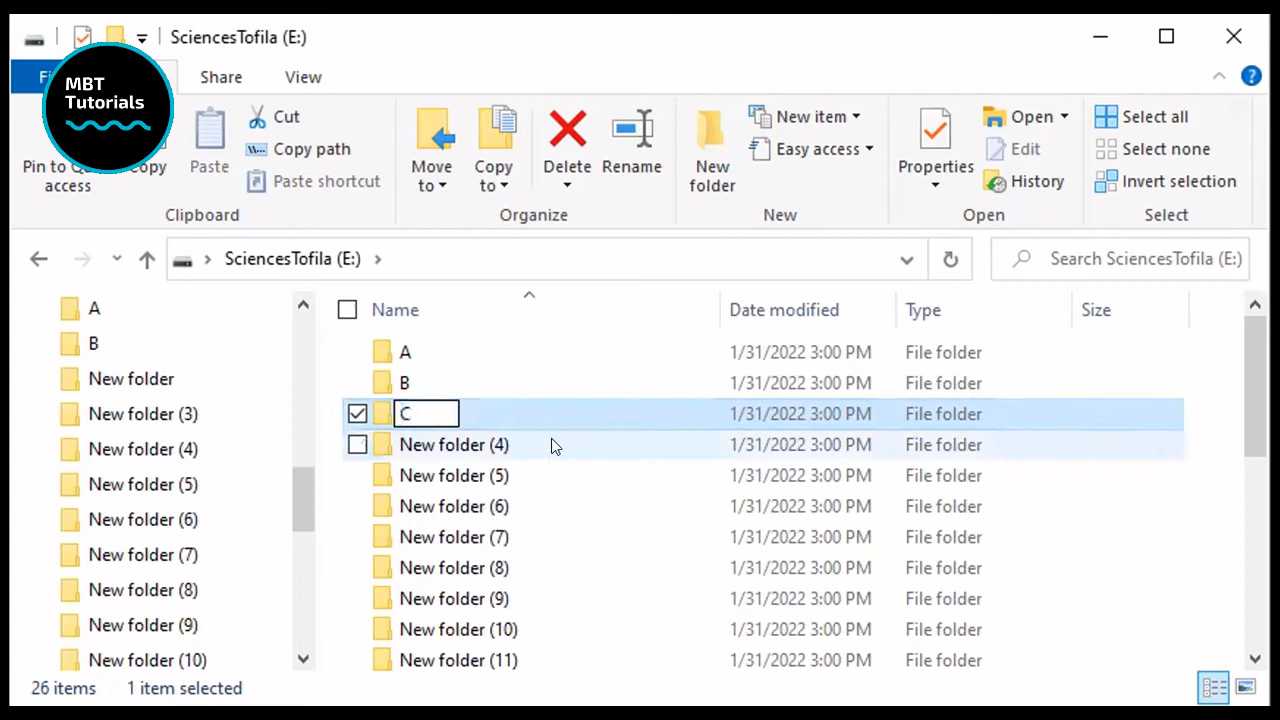 SciencesTofila (E:)
MBT
Tutorials
Share
View
Cut
Copy path
Paste shortcut
Pin to Quick access
Copy
Paste
Clipboard
Move to
Copy to
Delete
Rename
Organize
New folder
New item
Easy access
New
Properties
Open
Edit
History
Open
Select all
Select none
Invert selection
Select
SciencesTofila (E:)
Search SciencesTofila (E:)
A
B
New folder
New folder (3)
New folder (4)
New folder (5)
New folder (6)
New folder (7)
New folder (8)
New folder (9)
New folder (10)
Name Date modified Type Size
A 1/31/2022 3:00 PM File folder
B 1/31/2022 3:00 PM File folder
C 1/31/2022 3:00 PM File folder
New folder (4) 1/31/2022 3:00 PM File folder
New folder (5) 1/31/2022 3:00 PM File folder
New folder (6) 1/31/2022 3:00 PM File folder
New folder (7) 1/31/2022 3:00 PM File folder
New folder (8) 1/31/2022 3:00 PM File folder
New folder (9) 1/31/2022 3:00 PM File folder
New folder (10) 1/31/2022 3:00 PM File folder
New folder (11) 1/31/2022 3:00 PM File folder
26 items 1 item selected